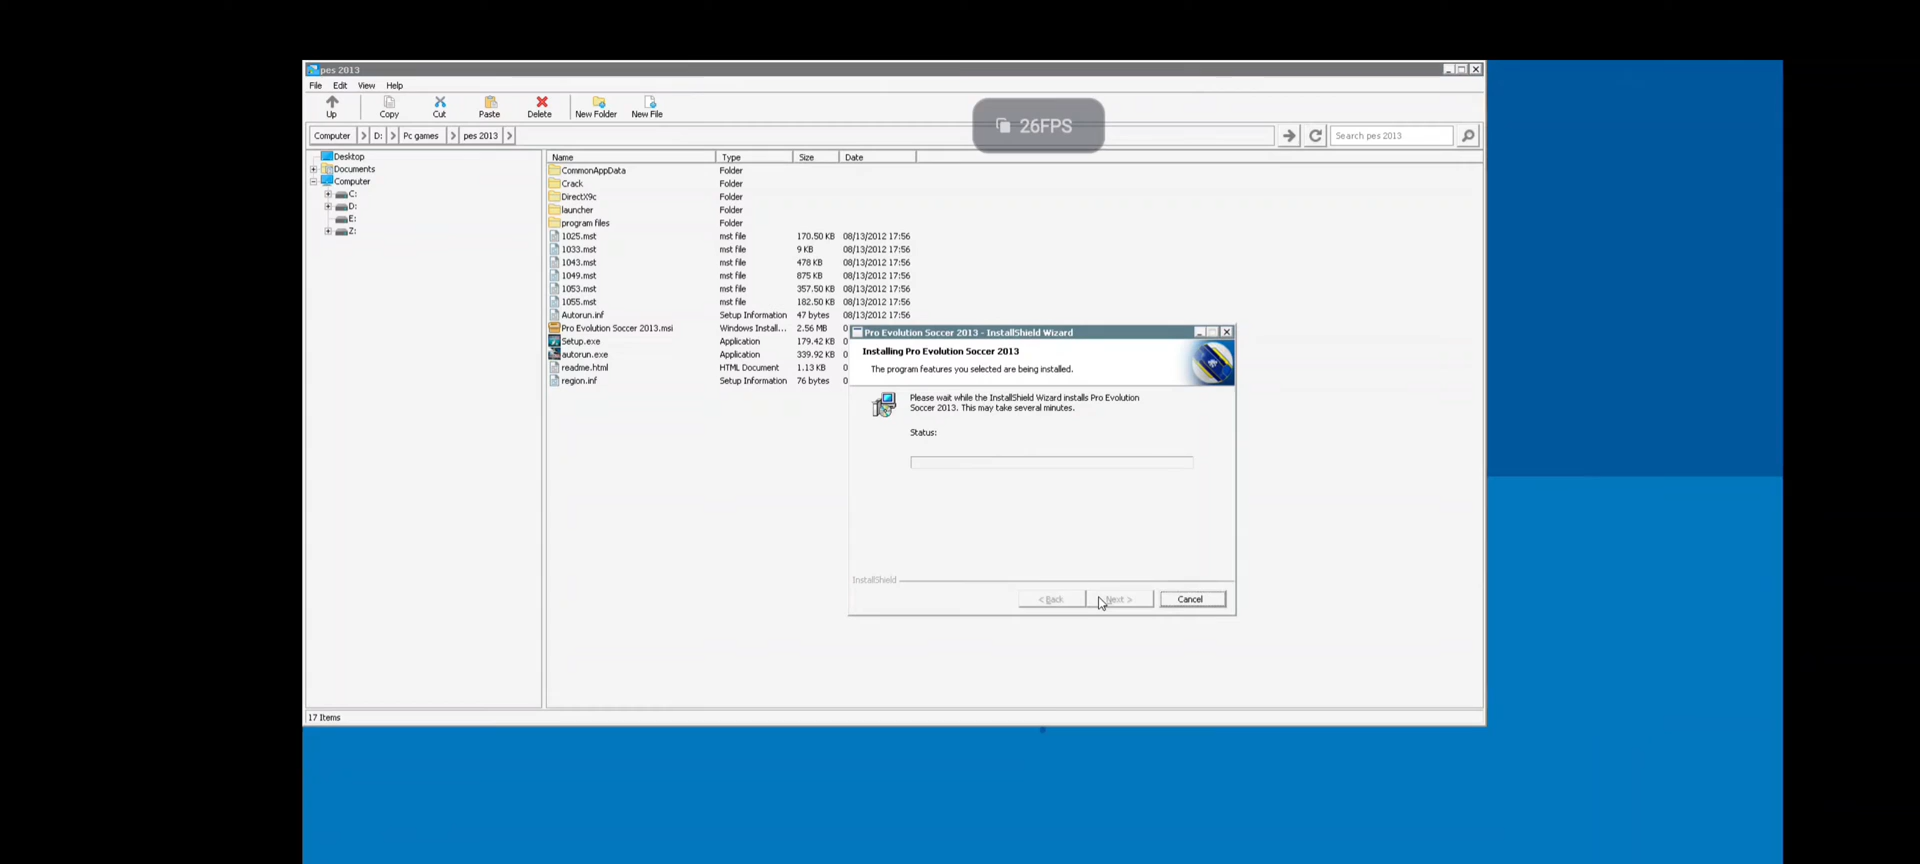 pes 2013
File Edit View Help
Up Copy Cut Paste Delete New Folder New File
26FPS
Computer D: Pc games pes 2013 Search pes 2013
Desktop
Documents
Computer
C:
D:
E:
Z:
Name Type Size Date
CommonAppData Folder
Crack Folder
DirectX9c Folder
launcher Folder
program files Folder
1025.mst mst file 170.50 KB 08/13/2012 17:56
1033.mst mst file 9 KB 08/13/2012 17:56
1043.mst mst file 478 KB 08/13/2012 17:56
1049.mst mst file 875 KB 08/13/2012 17:56
1053.mst mst file 357.50 KB 08/13/2012 17:56
1055.mst mst file 182.50 KB 08/13/2012 17:56
Autorun.inf Setup Information 47 bytes 08/13/2012 17:56
Pro Evolution Soccer 2013.msi Windows Install... 2.56 MB 0
Setup.exe Application 179.42 KB 0
autorun.exe Application 339.92 KB 0
readme.html HTML Document 1.13 KB 0
region.inf Setup Information 76 bytes 0
Pro Evolution Soccer 2013 - InstallShield Wizard
Installing Pro Evolution Soccer 2013
The program features you selected are being installed.
Please wait while the InstallShield Wizard installs Pro Evolution
Soccer 2013. This may take several minutes.
Status:
InstallShield
< Back Next > Cancel
17 Items